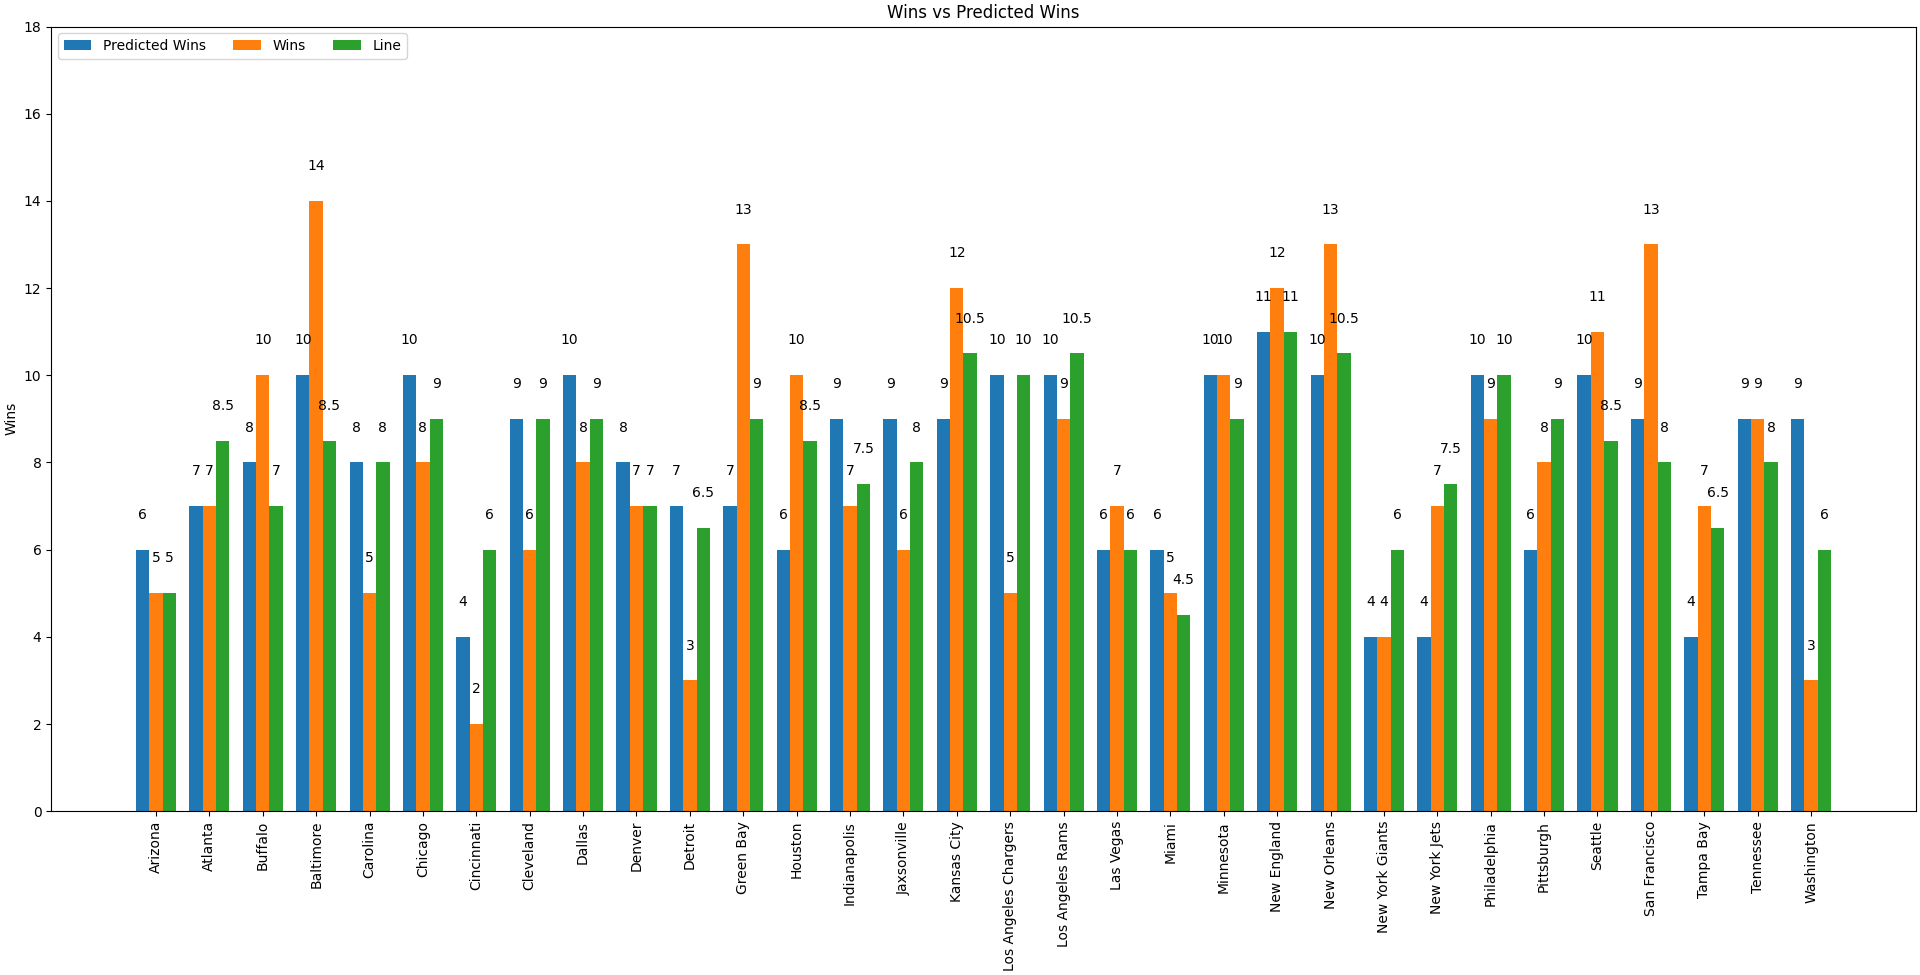 Wins vs Predicted Wins
Predicted Wins Wins Line
Wins
18
16
14
12
10
8
6
4
2
0
6 5 5
7 7 8.5
8 10 7
10 14 8.5
8 5 8
10 8 9
4 2 6
9 6 9
10 8 9
8 7 7
7 3 6.5
7 13 9
6 10 8.5
9 7 7.5
9 6 8
9 12 10.5
10 5 10
10 9 10.5
6 7 6
6 5 4.5
10 10 9
11 12 11
10 13 10.5
4 4 6
4 7 7.5
10 9 10
6 8 9
10 11 8.5
9 13 8
4 7 6.5
9 9 8
9 3 6
Arizona
Atlanta
Buffalo
Baltimore
Carolina
Chicago
Cincinnati
Cleveland
Dallas
Denver
Detroit
Green Bay
Houston
Indianapolis
Jaxsonville
Kansas City
Los Angeles Chargers
Los Angeles Rams
Las Vegas
Miami
Minnesota
New England
New Orleans
New York Giants
New York Jets
Philadelphia
Pittsburgh
Seattle
San Francisco
Tampa Bay
Tennessee
Washington